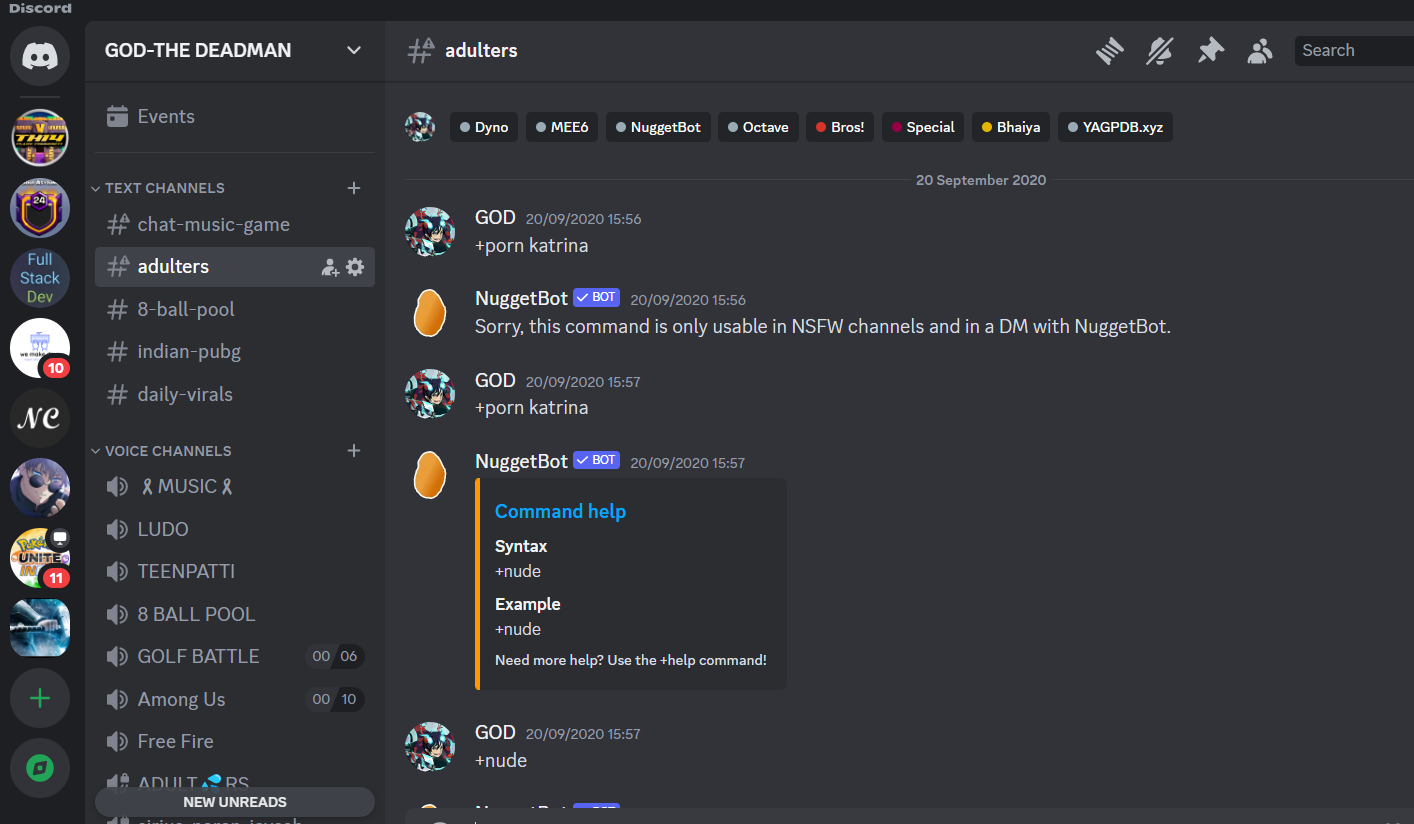 Discord
GOD-THE DEADMAN
adulters
Search
Events
Dyno
MEE6
NuggetBot
Octave
Bros!
Special
Bhaiya
YAGPDB.xyz
20 September 2020
TEXT CHANNELS
chat-music-game
adulters
8-ball-pool
indian-pubg
daily-virals
VOICE CHANNELS
🎗MUSIC🎗
LUDO
TEENPATTI
8 BALL POOL
GOLF BATTLE 00 06
Among Us 00 10
Free Fire
ADULT💦RS
NEW UNREADS
24
Full
Stack
Dev
10
NC
UNITE
11
GOD 20/09/2020 15:56
+porn katrina
NuggetBot BOT 20/09/2020 15:56
Sorry, this command is only usable in NSFW channels and in a DM with NuggetBot.
GOD 20/09/2020 15:57
+porn katrina
NuggetBot BOT 20/09/2020 15:57
Command help
Syntax
+nude
Example
+nude
Need more help? Use the +help command!
GOD 20/09/2020 15:57
+nude